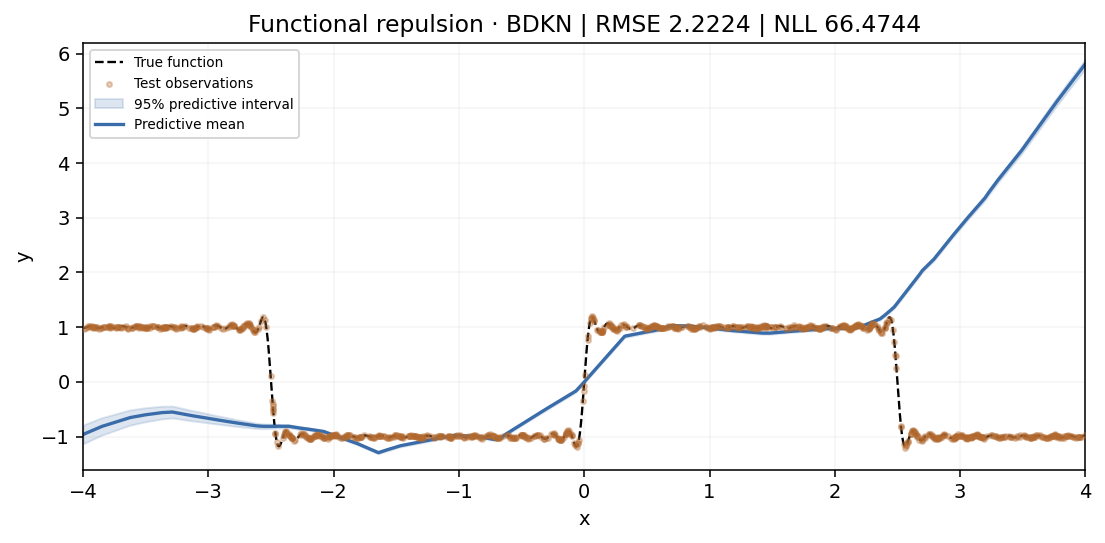 Functional repulsion · BDKN | RMSE 2.2224 | NLL 66.4744
True function
Test observations
95% predictive interval
Predictive mean
6
5
4
3
2
1
0
−1
y
−4 −3 −2 −1 0 1 2 3 4
x